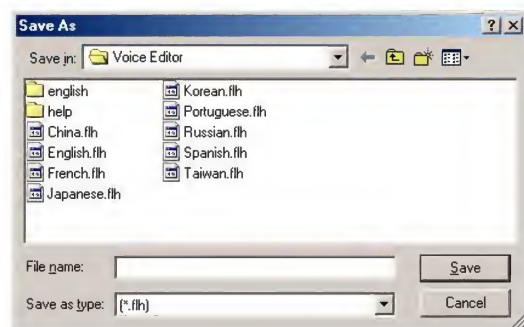 Save As
Save in: Voice Editor
english
help
China.flh
English.flh
French.flh
Japanese.flh
Korean.flh
Portuguese.flh
Russian.flh
Spanish.flh
Taiwan.flh
File name:
Save
Save as type: (*.flh)
Cancel